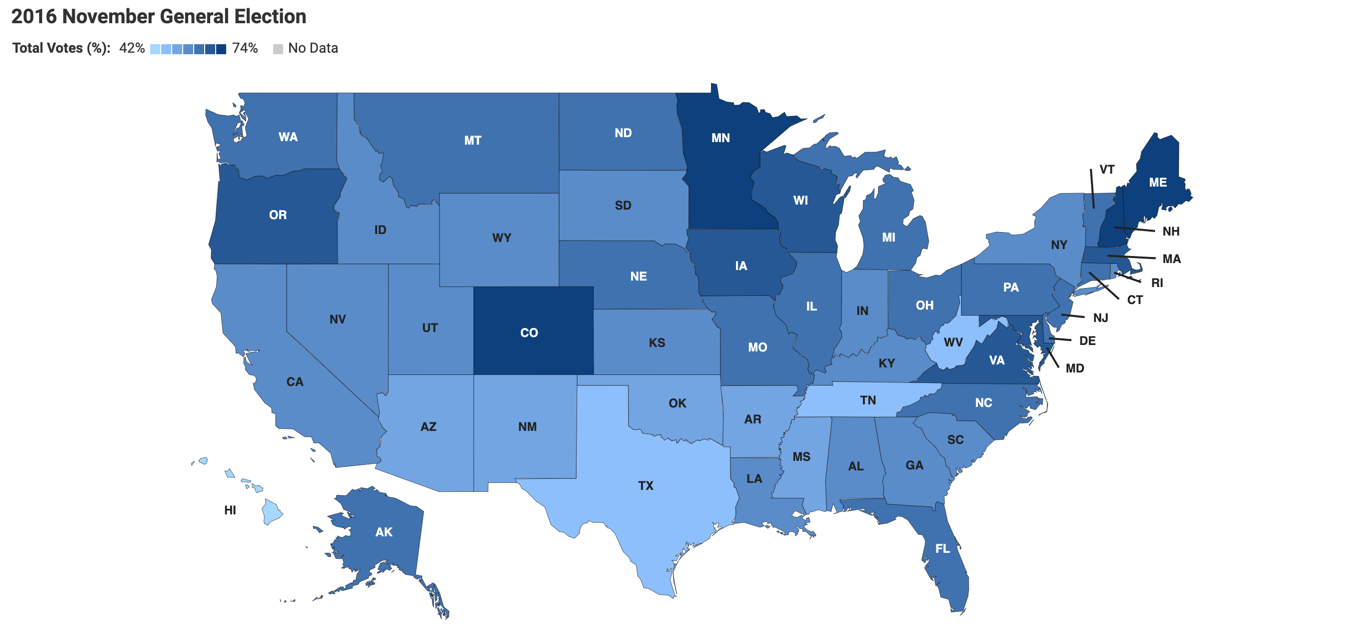 2016 November General Election
Total Votes (%): 42% 74% No Data
WA
MT
ND
MN
VT
ME
OR
ID
WY
SD
WI
MI
NY
NH
MA
RI
CT
NE
IA
PA
NJ
NV
UT
CO
KS
IL
IN
OH
WV
VA
DE
MD
CA
MO
KY
AZ
NM
OK
AR
TN
NC
SC
MS
AL
GA
TX
LA
HI
AK
FL